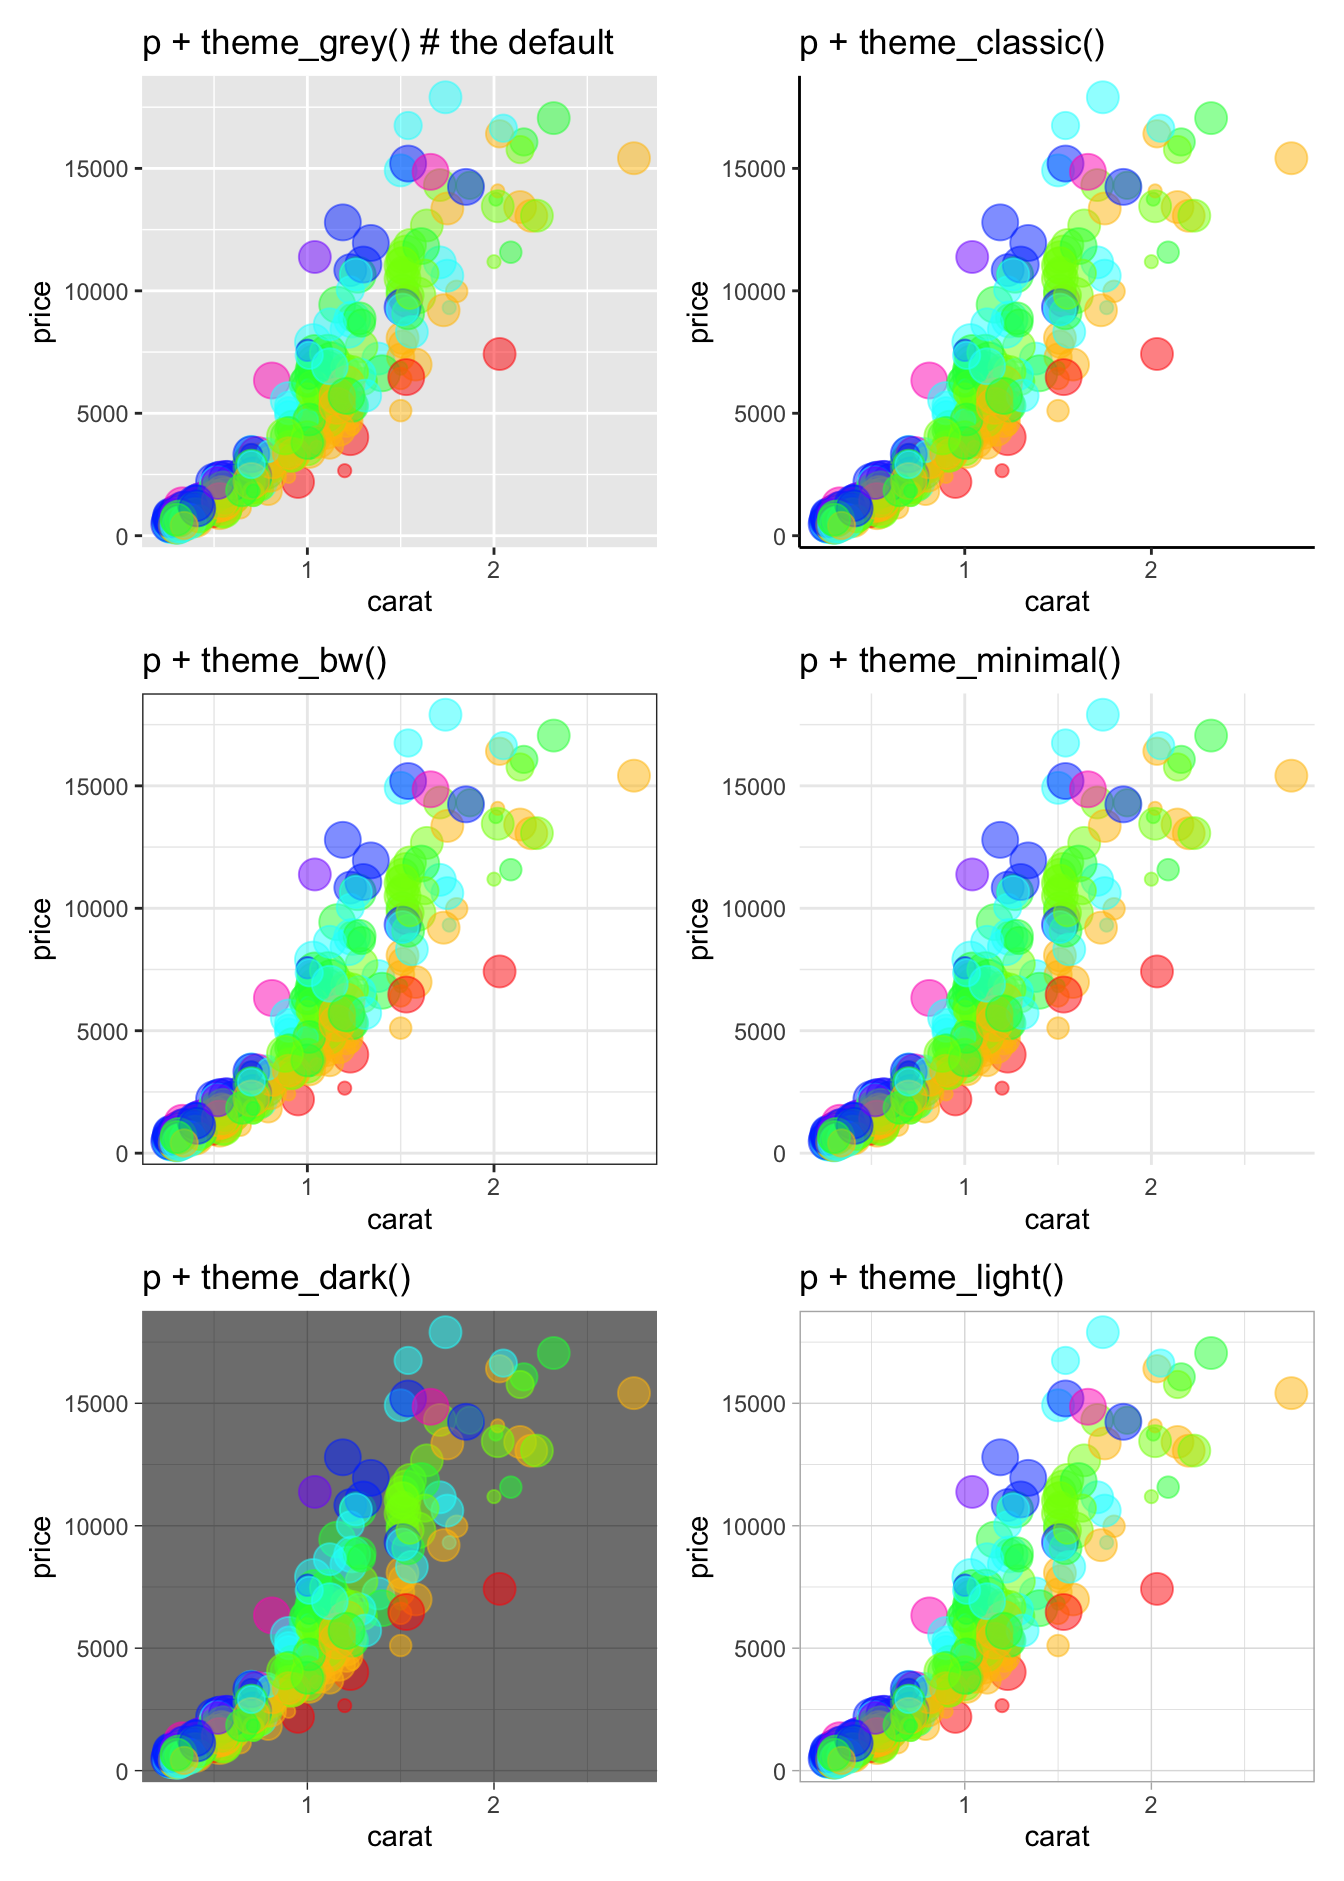 p + theme_grey() # the default
15000
10000
5000
0
price
1 2
carat
p + theme_classic()
15000
10000
5000
0
price
1 2
carat
p + theme_bw()
15000
10000
5000
0
price
1 2
carat
p + theme_minimal()
15000
10000
5000
0
price
1 2
carat
p + theme_dark()
15000
10000
5000
0
price
1 2
carat
p + theme_light()
15000
10000
5000
0
price
1 2
carat